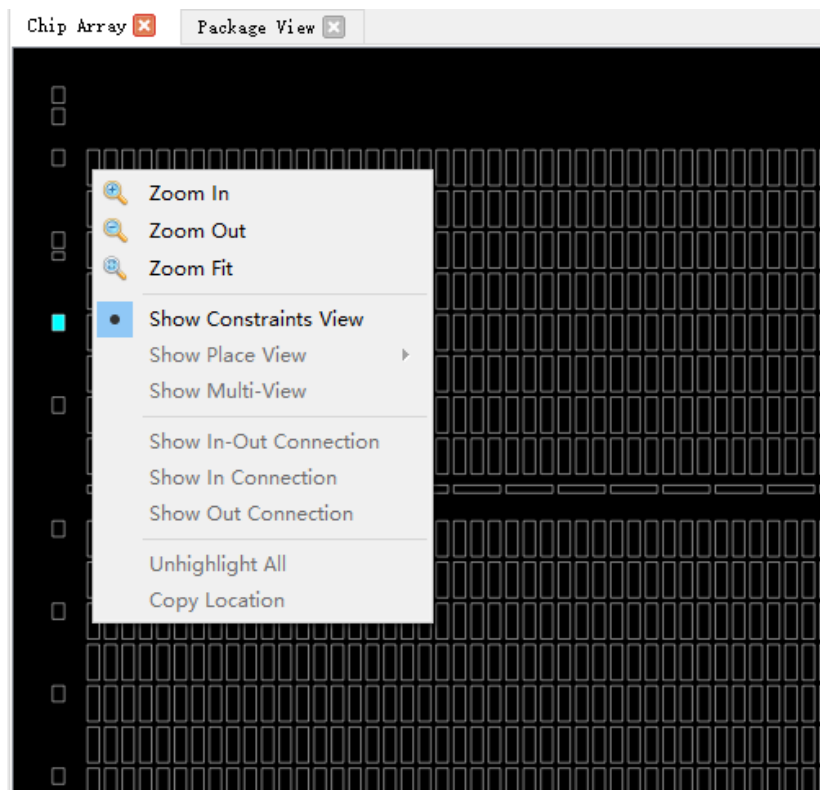 Chip Array Package View
Zoom In
Zoom Out
Zoom Fit
Show Constraints View
Show Place View
Show Multi-View
Show In-Out Connection
Show In Connection
Show Out Connection
Unhighlight All
Copy Location